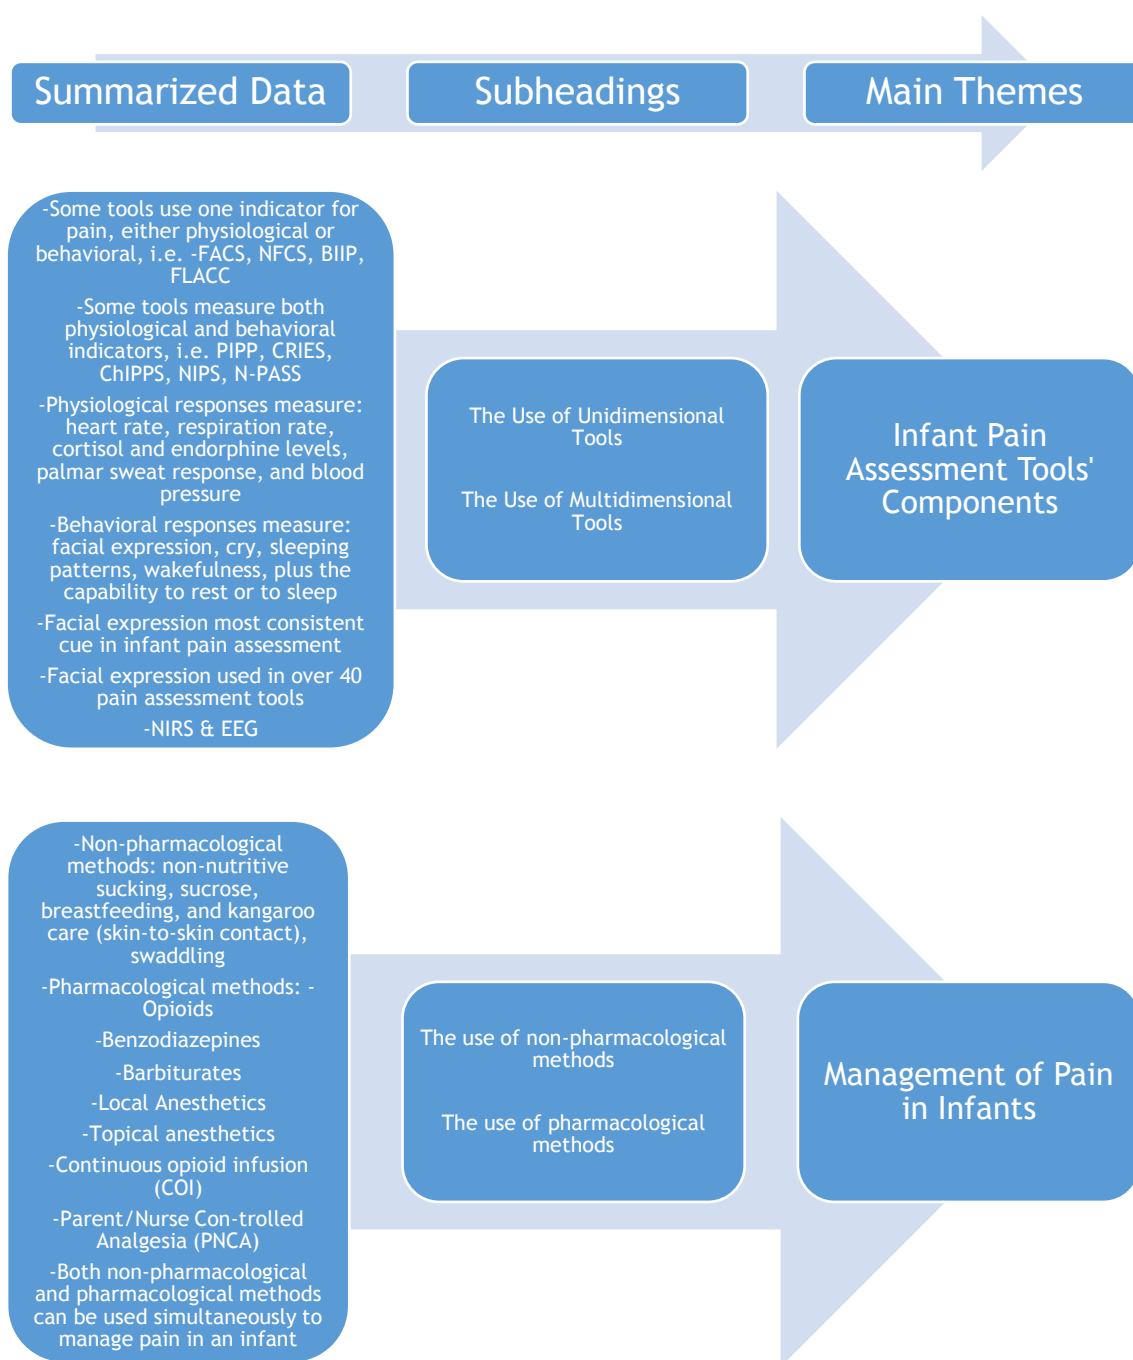 Summarized Data
Subheadings
Main Themes
-Some tools use one indicator for
pain, either physiological or
behavioral, i.e. -FACS, NFCS, BIIP,
FLACC
-Some tools measure both
physiological and behavioral
indicators, i.e. PIPP, CRIES,
ChIPPS, NIPS, N-PASS
-Physiological responses measure:
heart rate, respiration rate,
cortisol and endorphine levels,
palmar sweat response, and blood
pressure
-Behavioral responses measure:
facial expression, cry, sleeping
patterns, wakefulness, plus the
capability to rest or to sleep
-Facial expression most consistent
cue in infant pain assessment
-Facial expression used in over 40
pain assessment tools
-NIRS & EEG
The Use of Unidimensional
Tools
The Use of Multidimensional
Tools
Infant Pain
Assessment Tools'
Components
-Non-pharmacological
methods: non-nutritive
sucking, sucrose,
breastfeeding, and kangaroo
care (skin-to-skin contact),
swaddling
-Pharmacological methods: -
Opioids
-Benzodiazepines
-Barbiturates
-Local Anesthetics
-Topical anesthetics
-Continuous opioid infusion
(COI)
-Parent/Nurse Con-trolled
Analgesia (PNCA)
-Both non-pharmacological
and pharmacological methods
can be used simultaneously to
manage pain in an infant
The use of non-pharmacological
methods
The use of pharmacological
methods
Management of Pain
in Infants